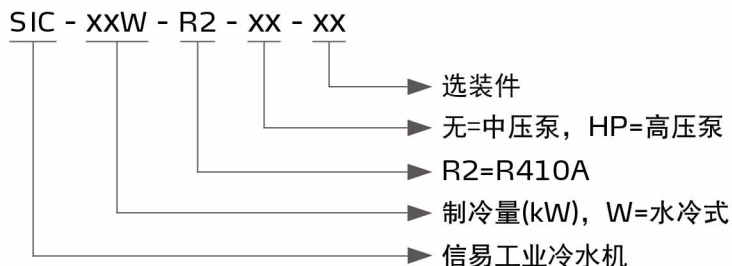 SIC - xxW - R2 - xx - xx
选装件
无=中压泵，HP=高压泵
R2=R410A
制冷量(kW)，W=水冷式
信易工业冷水机